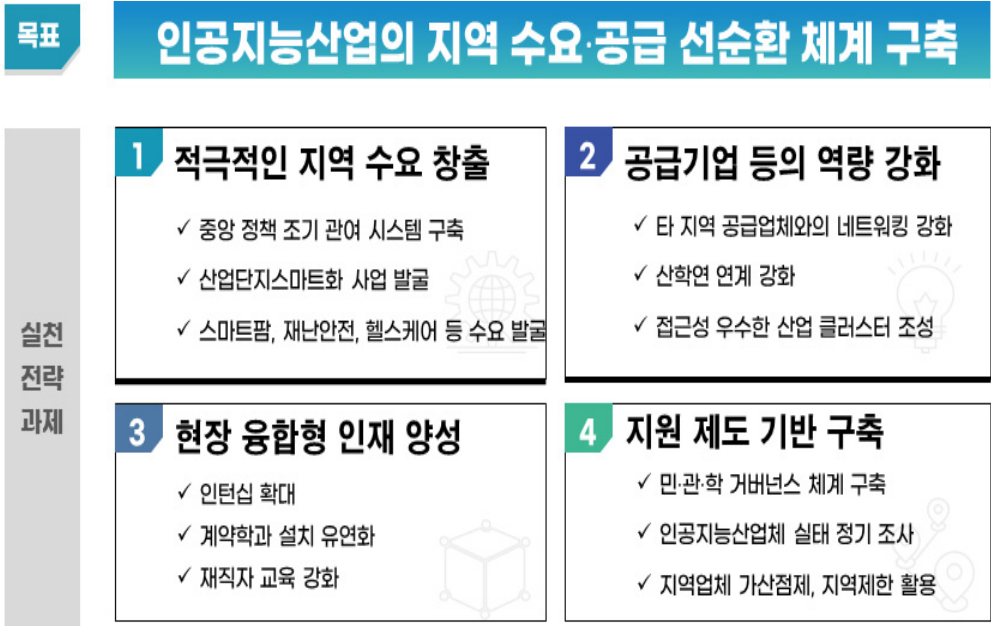 목표
인공지능산업의 지역 수요·공급 선순환 체계 구축
실천
전략
과제
1 적극적인 지역 수요 창출
✓ 중앙 정책 조기 관여 시스템 구축
✓ 산업단지스마트화 사업 발굴
✓ 스마트팜, 재난안전, 헬스케어 등 수요 발굴
2 공급기업 등의 역량 강화
✓ 타 지역 공급업체와의 네트워킹 강화
✓ 산학연 연계 강화
✓ 접근성 우수한 산업 클러스터 조성
3 현장 융합형 인재 양성
✓ 인턴십 확대
✓ 계약학과 설치 유연화
✓ 재직자 교육 강화
4 지원 제도 기반 구축
✓ 민·관·학 거버넌스 체계 구축
✓ 인공지능산업체 실태 정기 조사
✓ 지역업체 가산점제, 지역제한 활용